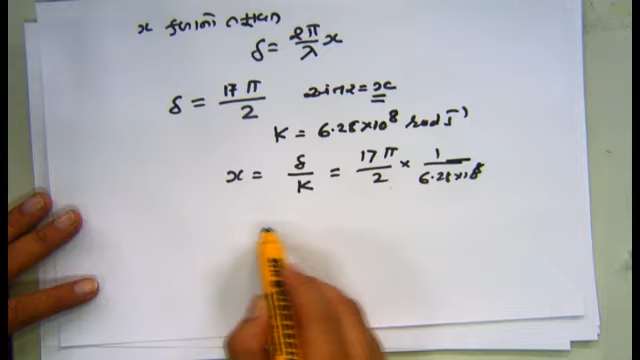 x
δ = 2π/λ x
δ = 17π/2 = x
K = 6.28×10⁸ rad s⁻¹
x = δ/K = 17π/2 × 1/6.28×10⁸